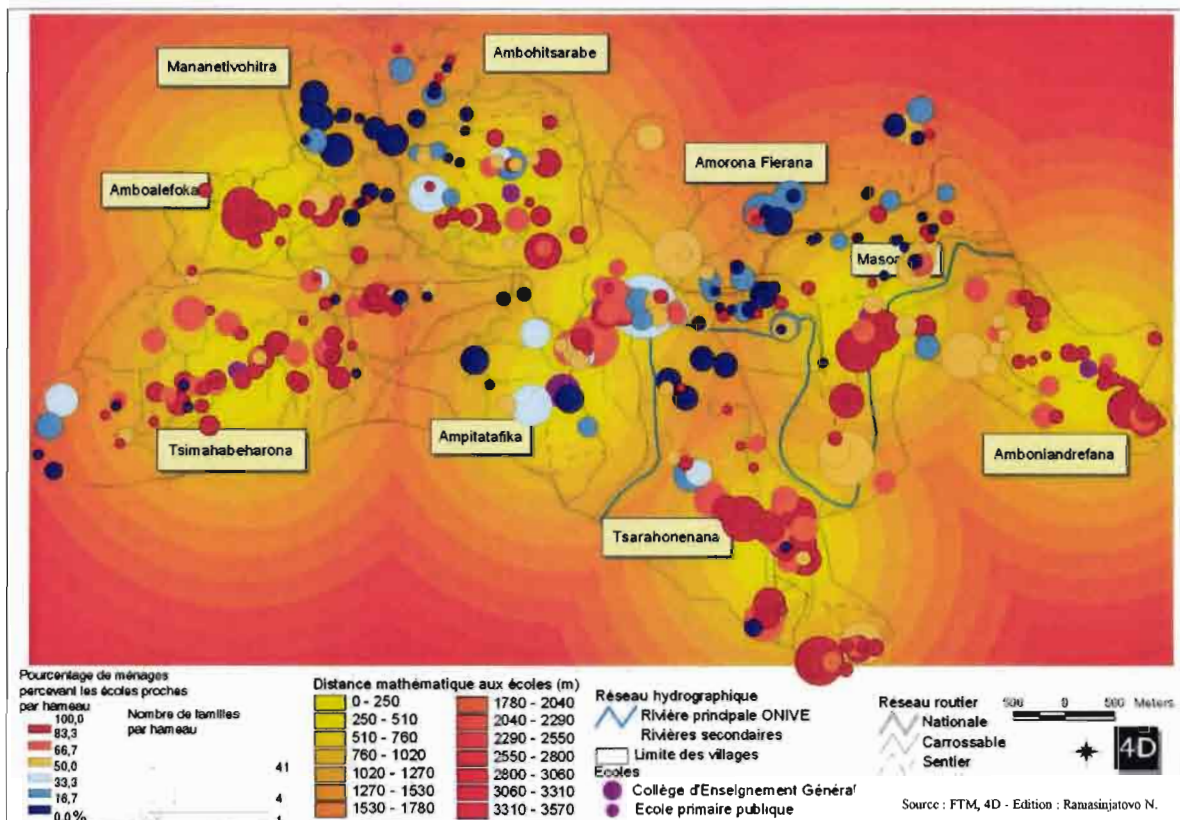 Ambohitsarabe
Mananetivohitra
Amorona Fierana
Amboalefoka
Tsimahabeharona
Ampitatafika
Amboniandrefana
Tsarahonenana
Pourcentage de ménages
percevant les écoles proches
par hameau
100,0
83,3
66,7
50,0
33,3
16,7
0,0%
Nombre de familles
par hameau
41
4
1
Distance mathématique aux écoles (m)
0 - 250
250 - 510
510 - 760
760 - 1020
1020 - 1270
1270 - 1530
1530 - 1780
1780 - 2040
2040 - 2290
2290 - 2550
2550 - 2800
2800 - 3060
3060 - 3310
3310 - 3570
Réseau hydrographique
Rivière principale ONIVE
Rivières secondaires
Limite des villages
Ecoles
Collège d'Enseignement Général
Ecole primaire publique
Réseau routier
Nationale
Carrossable
Sentier
500 0 500 Meters
4D
Source : FTM, 4D - Edition : Ramasinjatovo N.